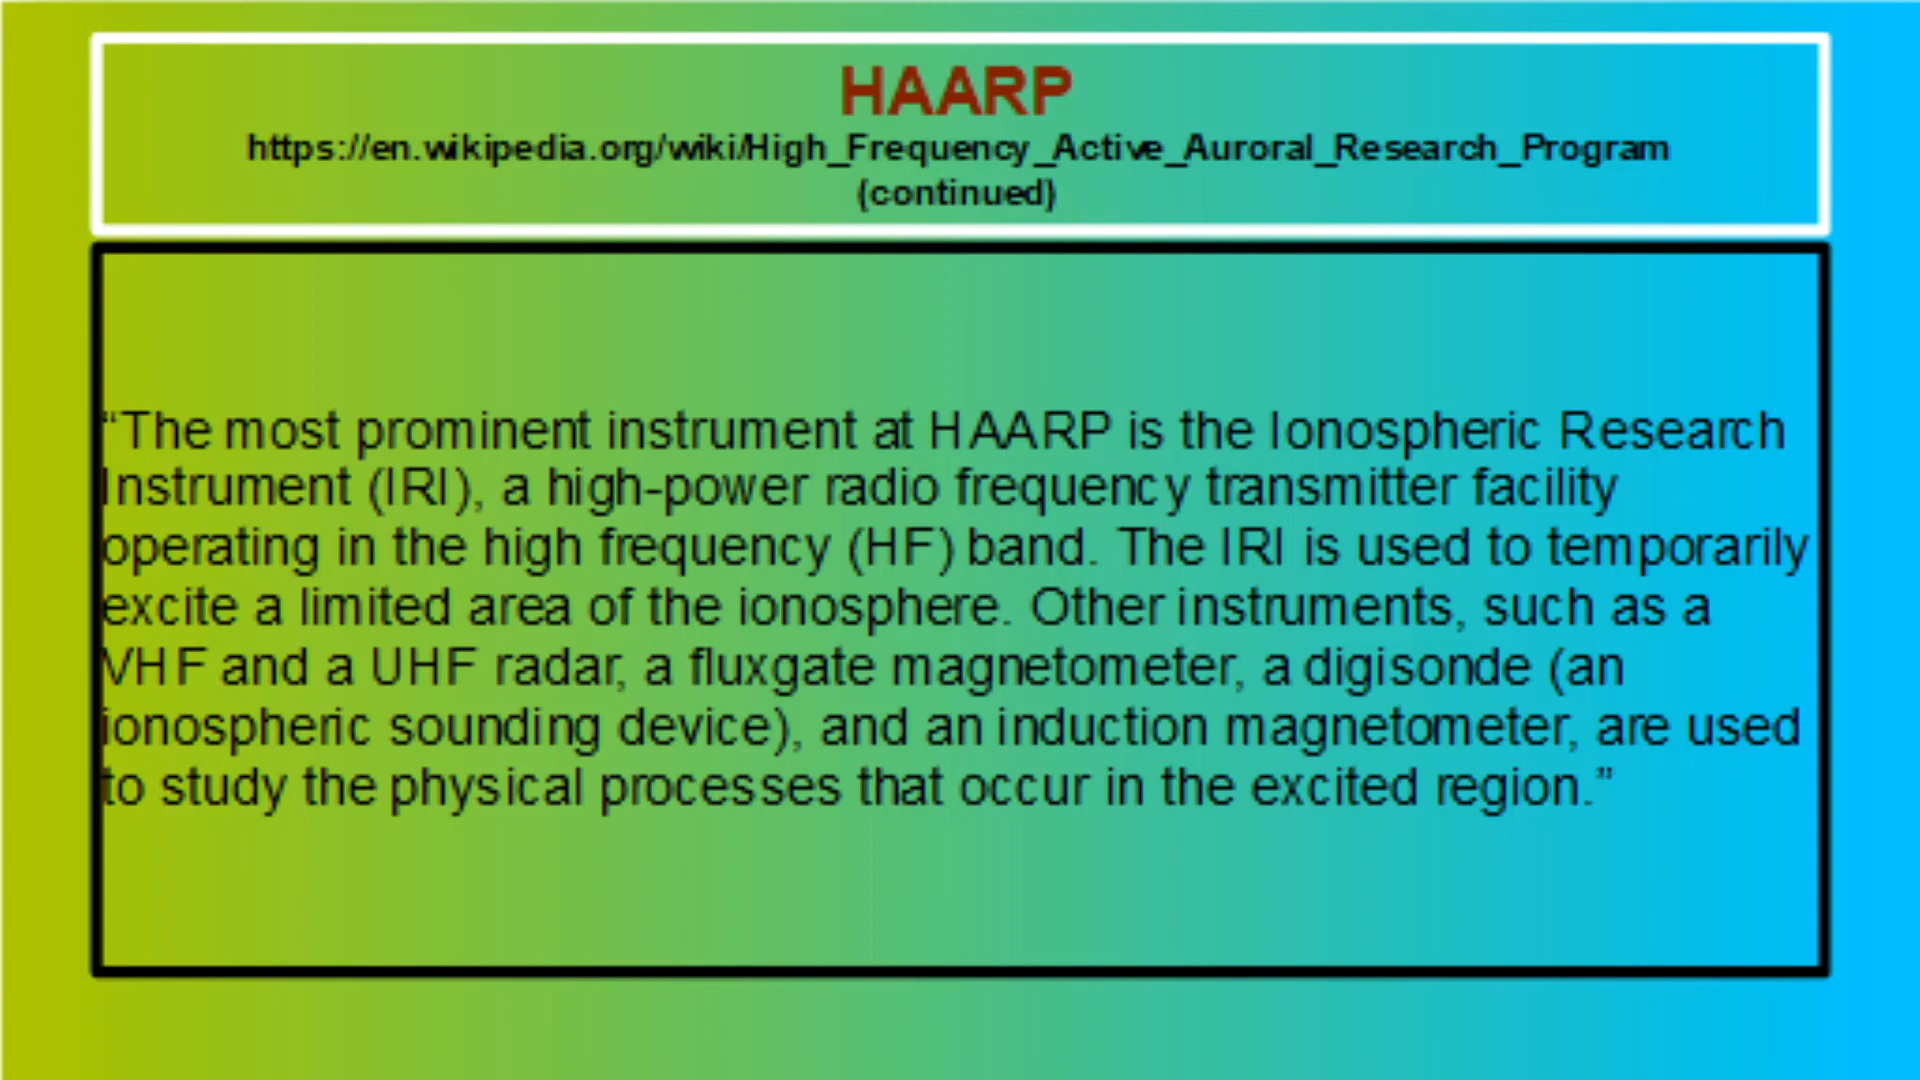 HAARP
https://en.wikipedia.org/wiki/High_Frequency_Active_Auroral_Research_Program
(continued)
“The most prominent instrument at HAARP is the Ionospheric Research
Instrument (IRI), a high-power radio frequency transmitter facility
operating in the high frequency (HF) band. The IRI is used to temporarily
excite a limited area of the ionosphere. Other instruments, such as a
VHF and a UHF radar, a fluxgate magnetometer, a digisonde (an
ionospheric sounding device), and an induction magnetometer, are used
to study the physical processes that occur in the excited region.”